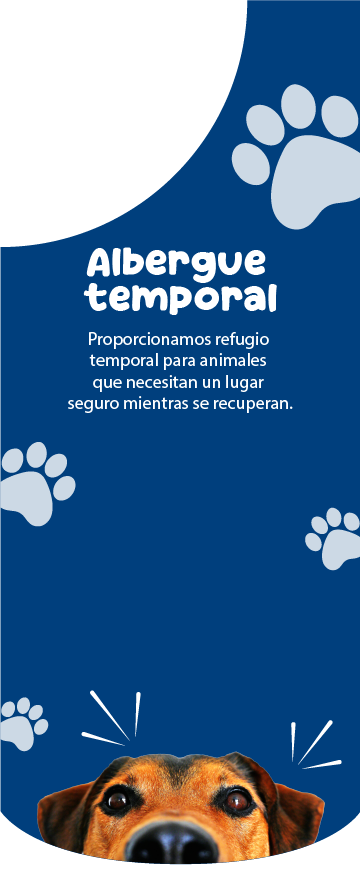 Albergue
temporal
Proporcionamos refugio
temporal para animales
que necesitan un lugar
seguro mientras se recuperan.